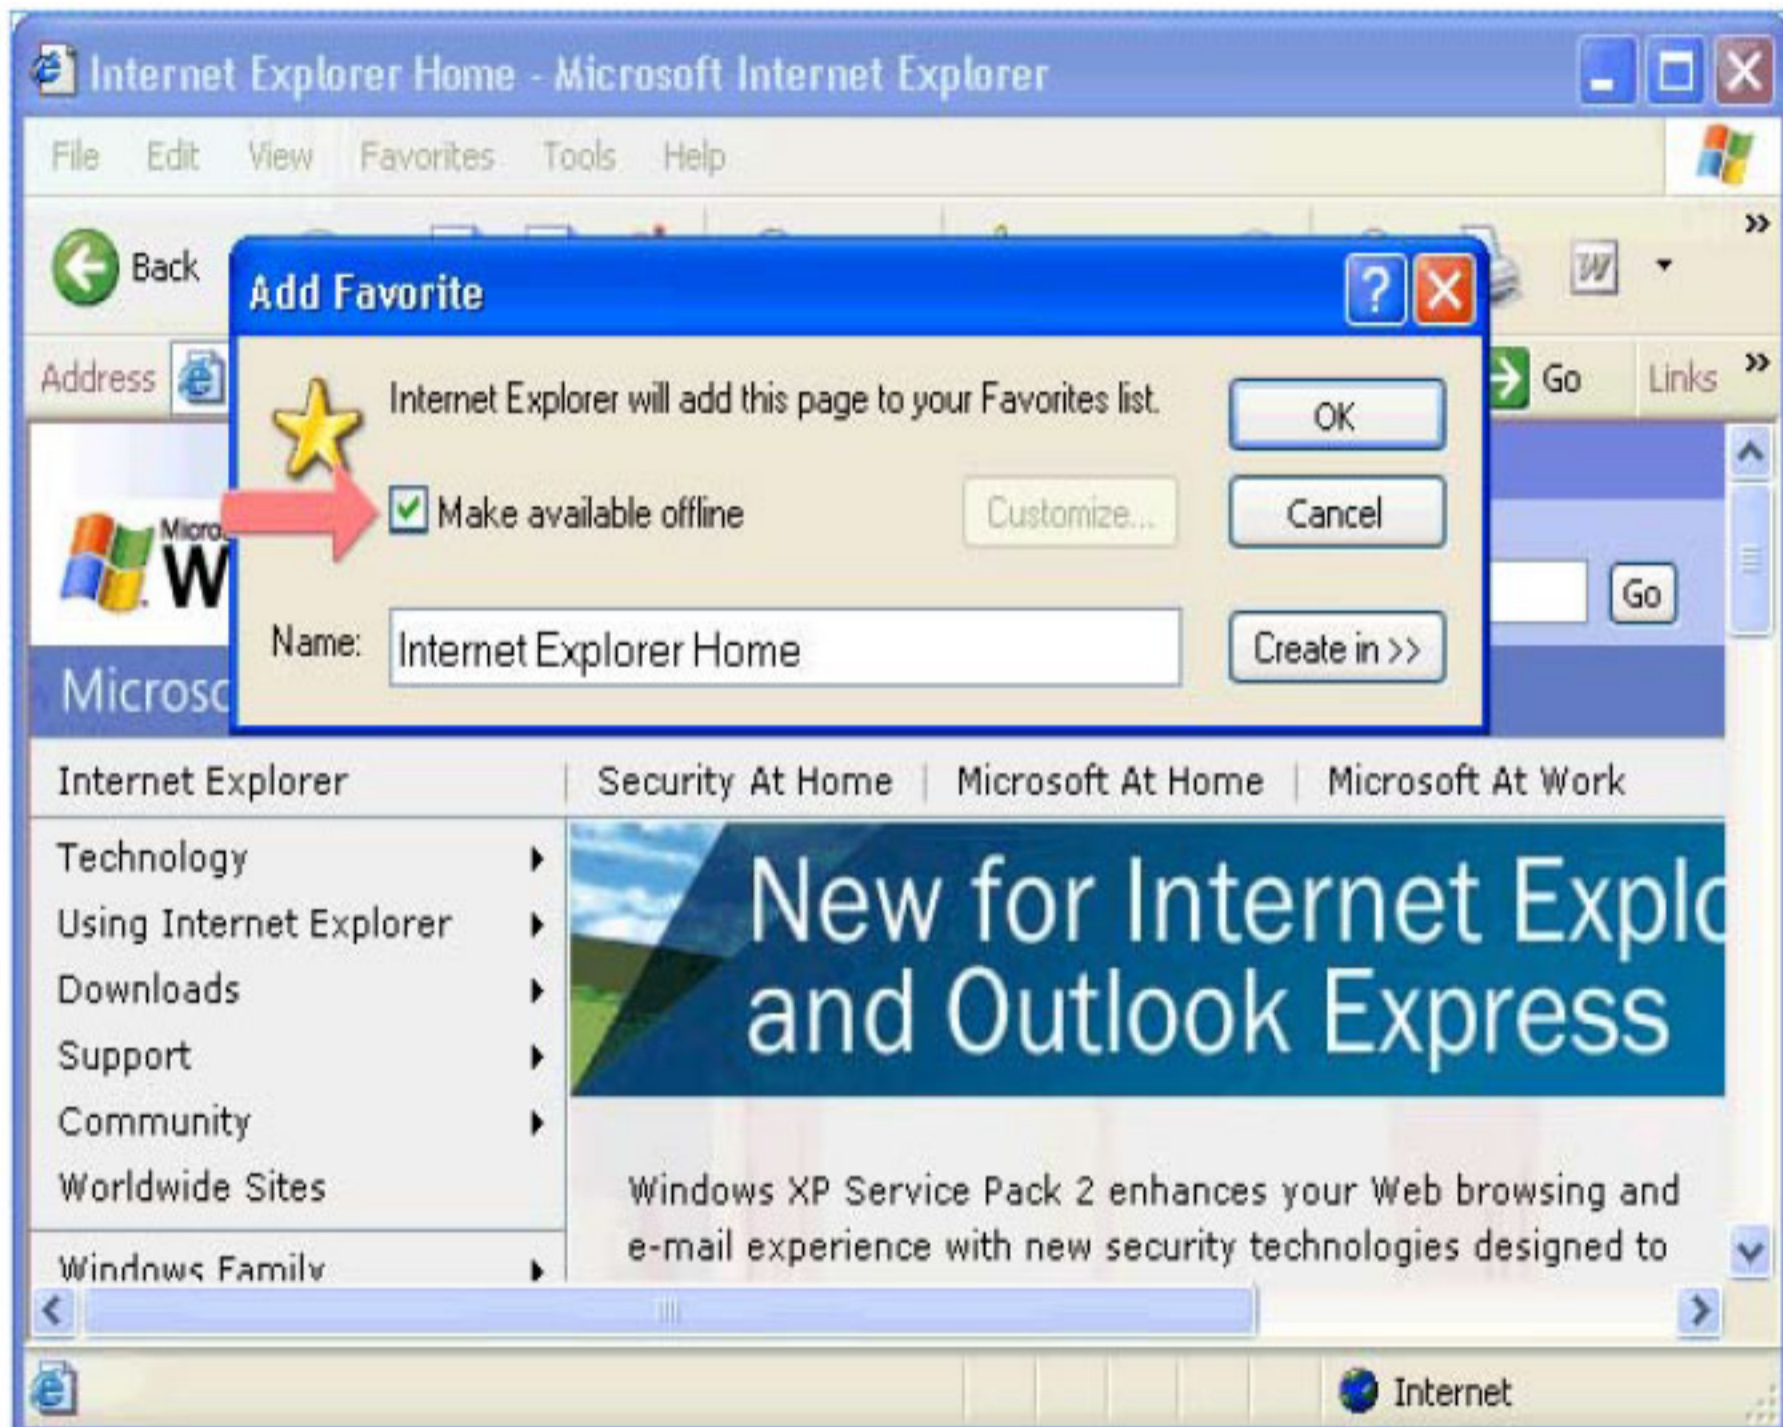 Internet Explorer Home - Microsoft Internet Explorer
File Edit View Favorites Tools Help
Back
W
Add Favorite
?
Address
Go Links
Internet Explorer will add this page to your Favorites list.
OK
Make available offline
Customize...
Cancel
Go
Name: Internet Explorer Home
Create in >>
Internet Explorer | Security At Home | Microsoft At Home | Microsoft At Work
Technology
Using Internet Explorer
Downloads
Support
Community
Worldwide Sites
Windows Family
New for Internet Explo
and Outlook Express
Windows XP Service Pack 2 enhances your Web browsing and
e-mail experience with new security technologies designed to
Internet